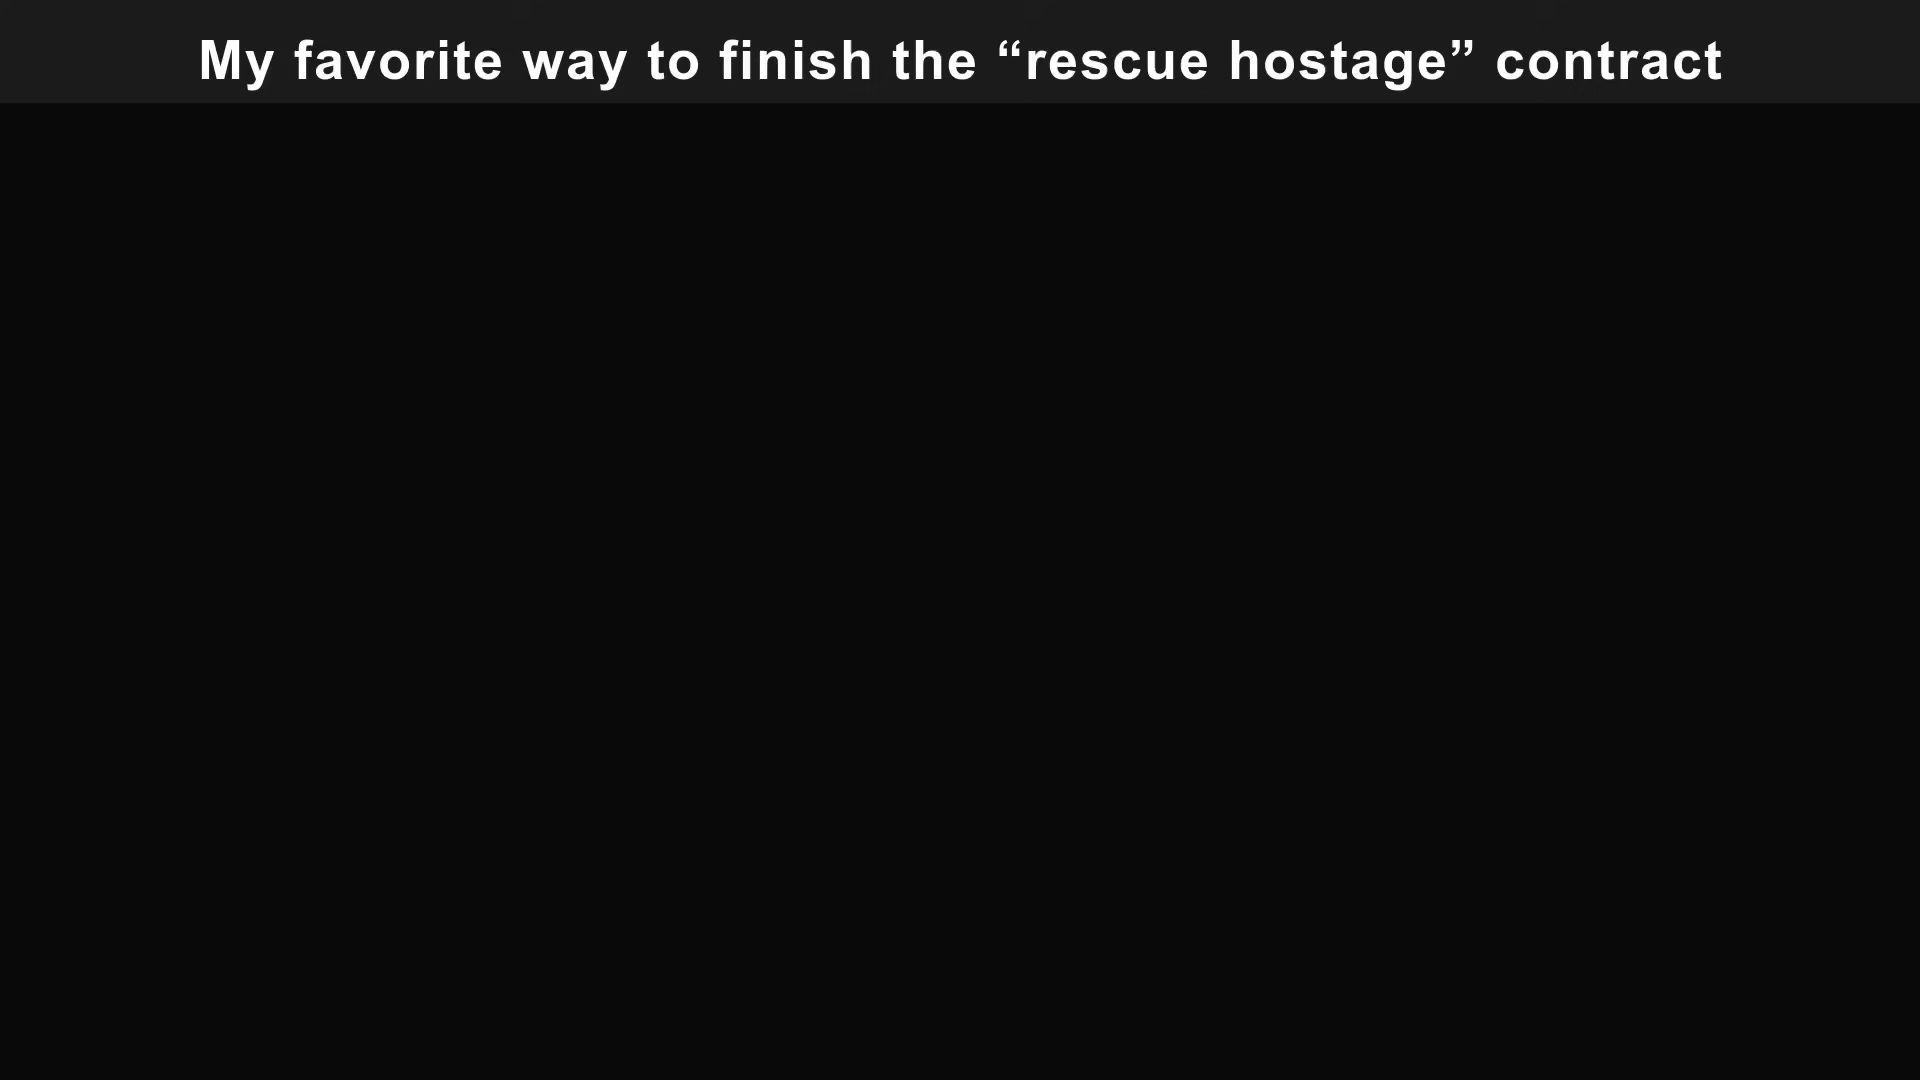 My favorite way to finish the “rescue hostage” contract